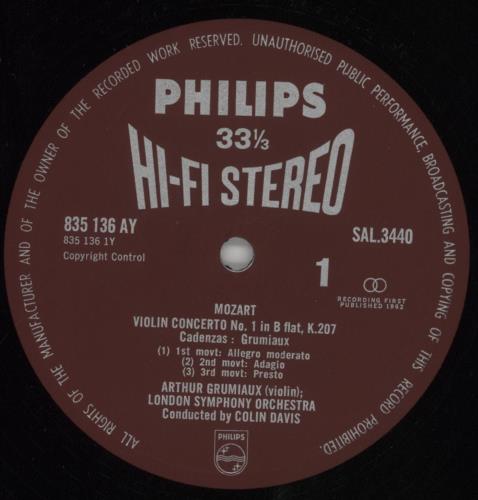 ALL RIGHTS OF THE MANUFACTURER AND OF THE OWNER OF THE RECORDED WORK RESERVED. UNAUTHORISED PUBLIC PERFORMANCE, BROADCASTING AND COPYING OF THIS RECORD PROHIBITED.
PHILIPS
33⅓
HI-FI STEREO
835 136 AY
835 136 1Y
Copyright Control
SAL.3440
1
RECORDING FIRST
PUBLISHED 1962
MOZART
VIOLIN CONCERTO No. 1 in B flat, K.207
Cadenzas : Grumiaux
(1) 1st movt: Allegro moderato
(2) 2nd movt: Adagio
(3) 3rd movt: Presto
ARTHUR GRUMIAUX (violin);
LONDON SYMPHONY ORCHESTRA
Conducted by COLIN DAVIS
PHILIPS